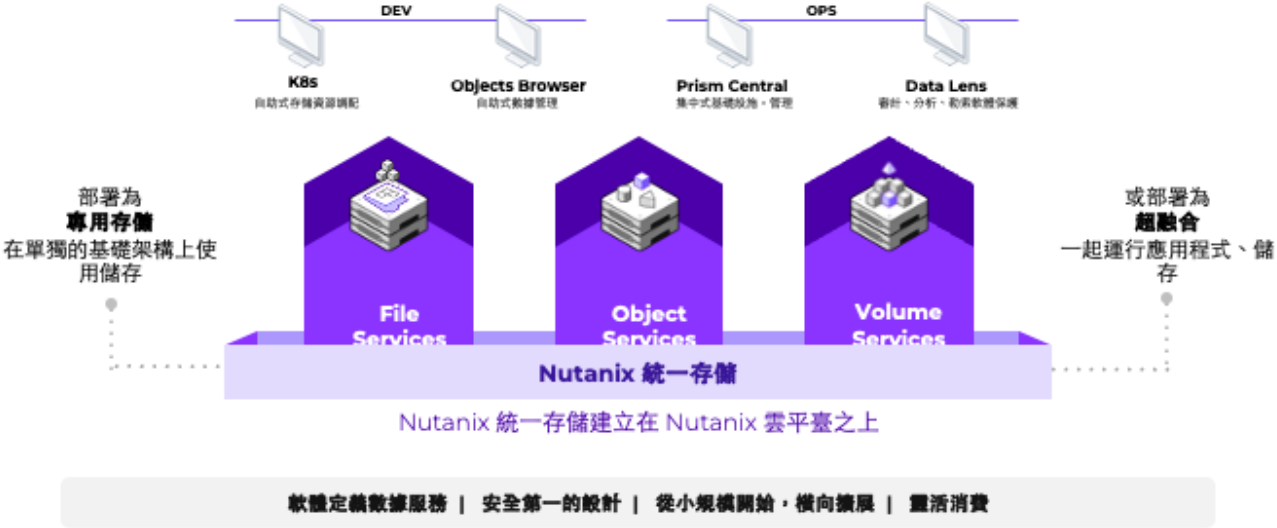 DEV
OPS
K8s
自助式存儲資源調配
Objects Browser
自助式數據管理
Prism Central
集中式基礎設施。管理
Data Lens
審計、分析、勒索軟體保護
部署為
專用存儲
在單獨的基礎架構上使
用儲存
File
Services
Object
Services
Volume
Services
或部署為
超融合
一起運行應用程式、儲
存
Nutanix 統一存儲
Nutanix 統一存儲建立在 Nutanix 雲平臺之上
軟體定義數據服務 | 安全第一的設計 | 從小規模開始，橫向擴展 | 靈活消費